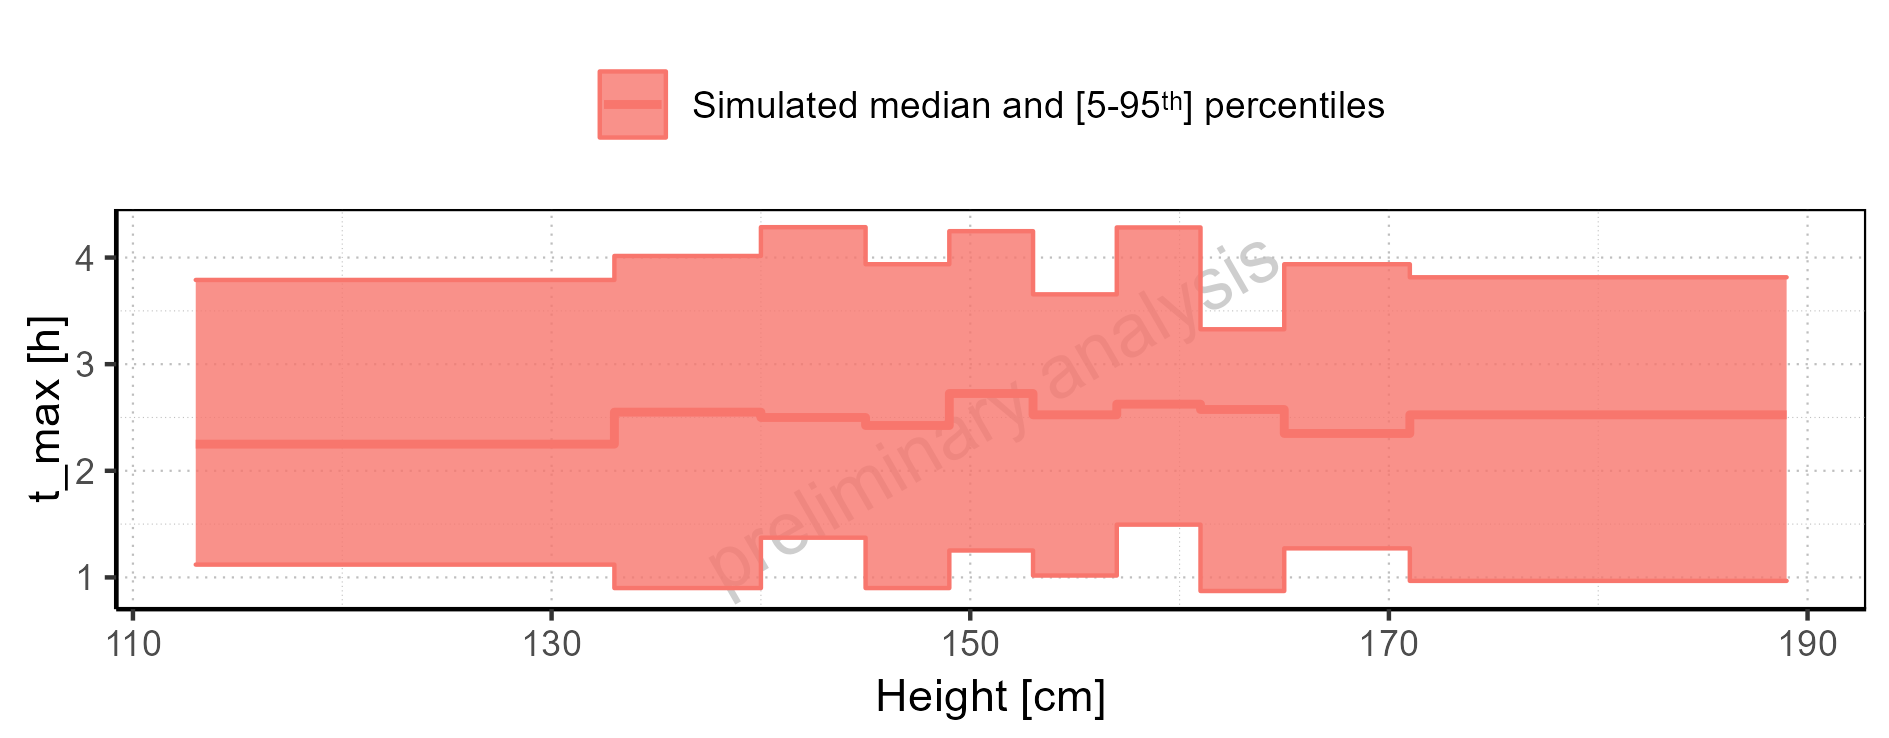 Simulated median and [5-95th] percentiles
t_max [h]
4
3
2
1
preliminary analysis
110 130 150 170 190
Height [cm]